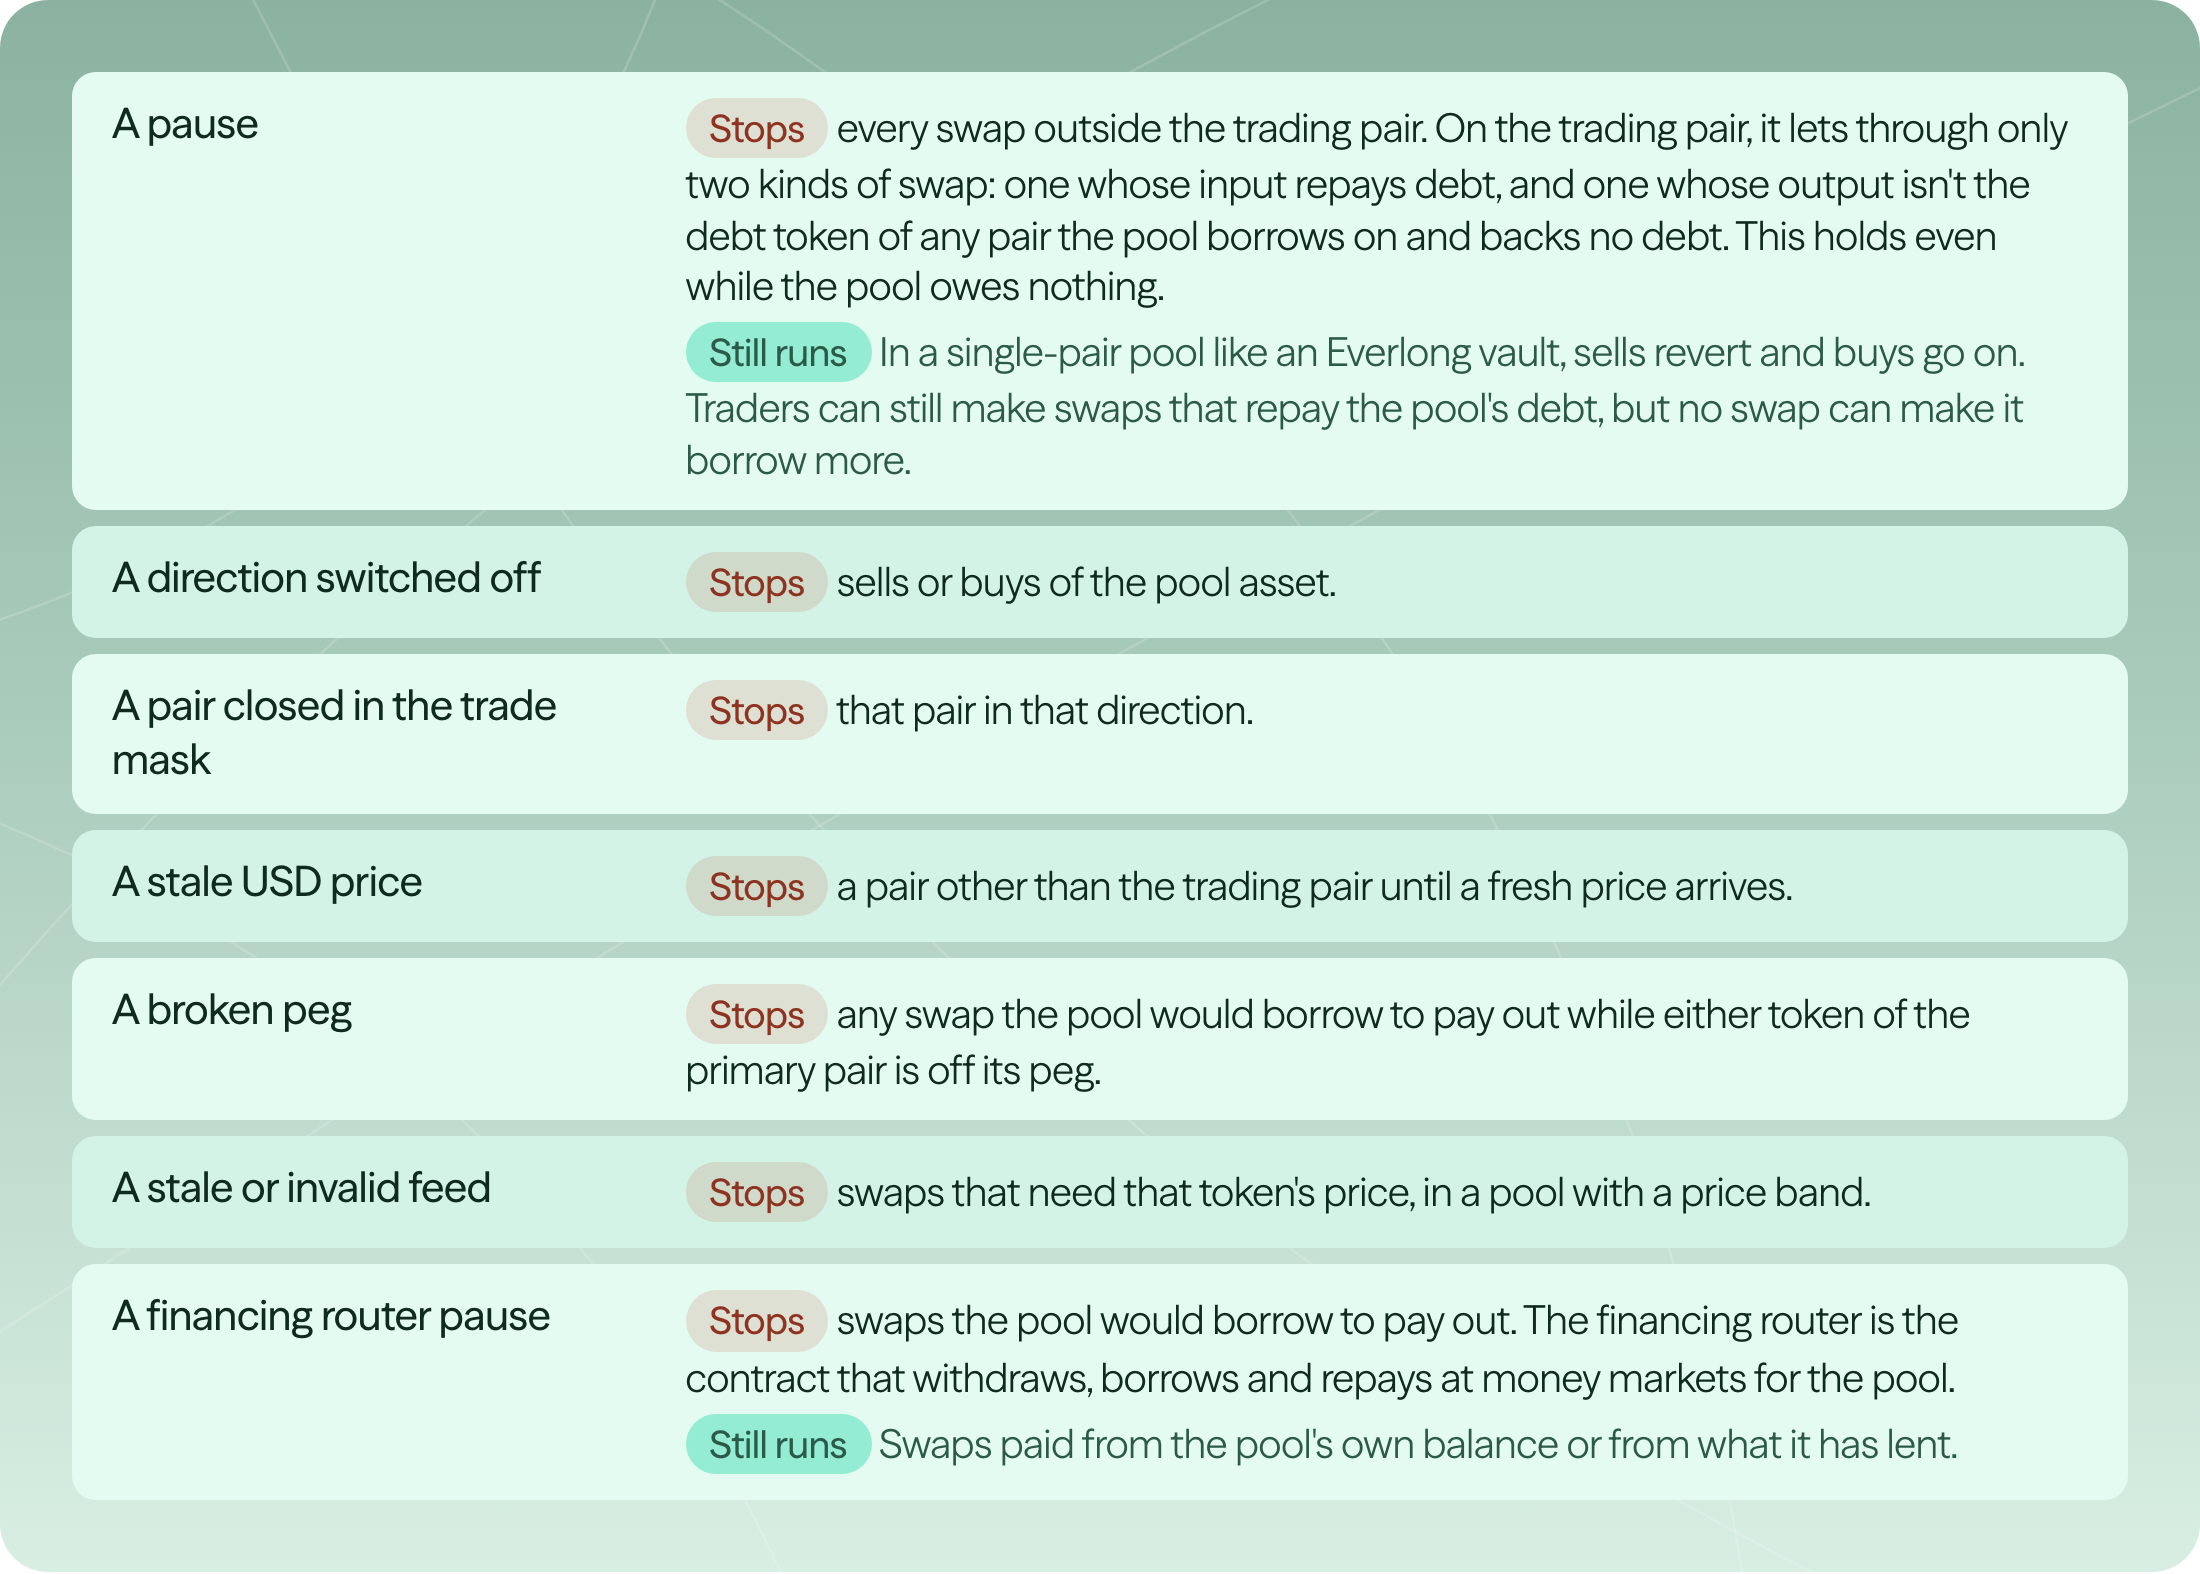 A pause
Stops every swap outside the trading pair. On the trading pair, it lets through only
two kinds of swap: one whose input repays debt, and one whose output isn't the
debt token of any pair the pool borrows on and backs no debt. This holds even
while the pool owes nothing.
Still runs In a single-pair pool like an Everlong vault, sells revert and buys go on.
Traders can still make swaps that repay the pool's debt, but no swap can make it
borrow more.
A direction switched off
Stops sells or buys of the pool asset.
A pair closed in the trade
mask
Stops that pair in that direction.
A stale USD price
Stops a pair other than the trading pair until a fresh price arrives.
A broken peg
Stops any swap the pool would borrow to pay out while either token of the
primary pair is off its peg.
A stale or invalid feed
Stops swaps that need that token's price, in a pool with a price band.
A financing router pause
Stops swaps the pool would borrow to pay out. The financing router is the
contract that withdraws, borrows and repays at money markets for the pool.
Still runs Swaps paid from the pool's own balance or from what it has lent.